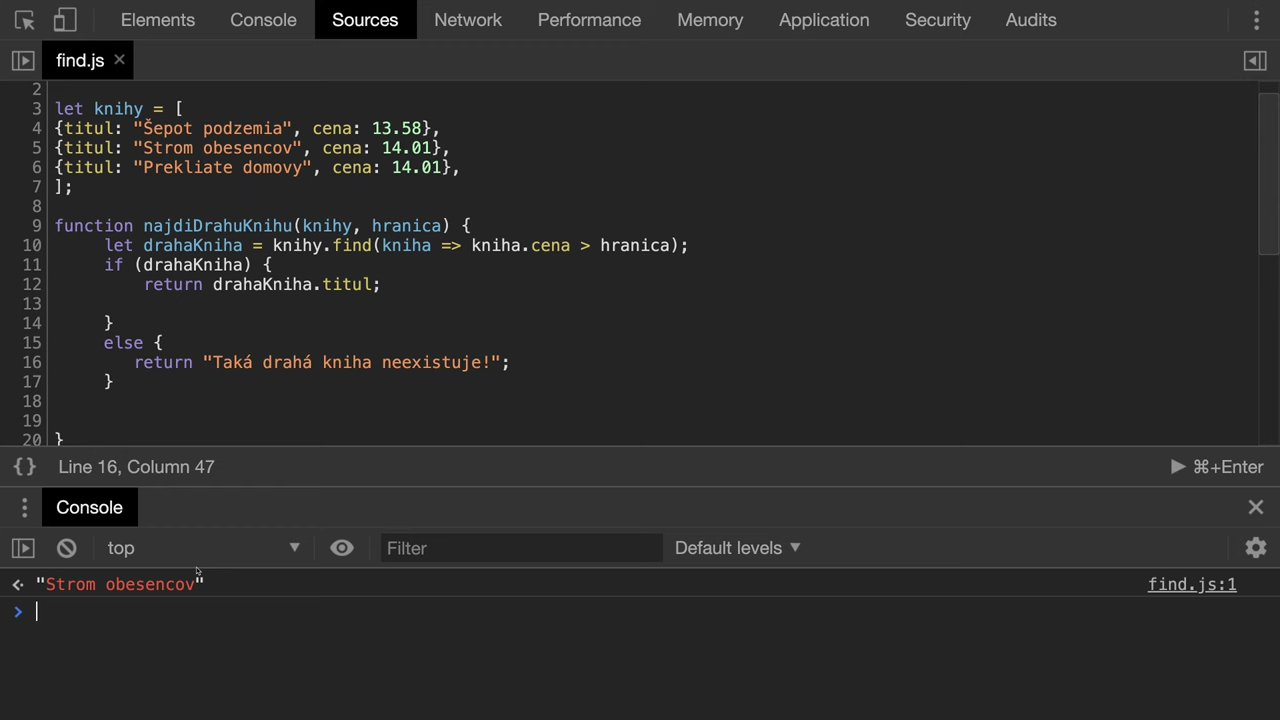 Elements Console Sources Network Performance Memory Application Security Audits
find.js ×
2
3 let knihy = [
4 {titul: "Šepot podzemia", cena: 13.58},
5 {titul: "Strom obesencov", cena: 14.01},
6 {titul: "Prekliate domovy", cena: 14.01},
7 ];
8
9 function najdiDrahuKnihu(knihy, hranica) {
10 let drahaKniha = knihy.find(kniha => kniha.cena > hranica);
11 if (drahaKniha) {
12 return drahaKniha.titul;
13
14 }
15 else {
16 return "Taká drahá kniha neexistuje!";
17 }
18
19
20 }
{} Line 16, Column 47 ▶ ⌘+Enter
Console ×
top ▼ Filter Default levels ▼
"Strom obesencov" find.js:1
>